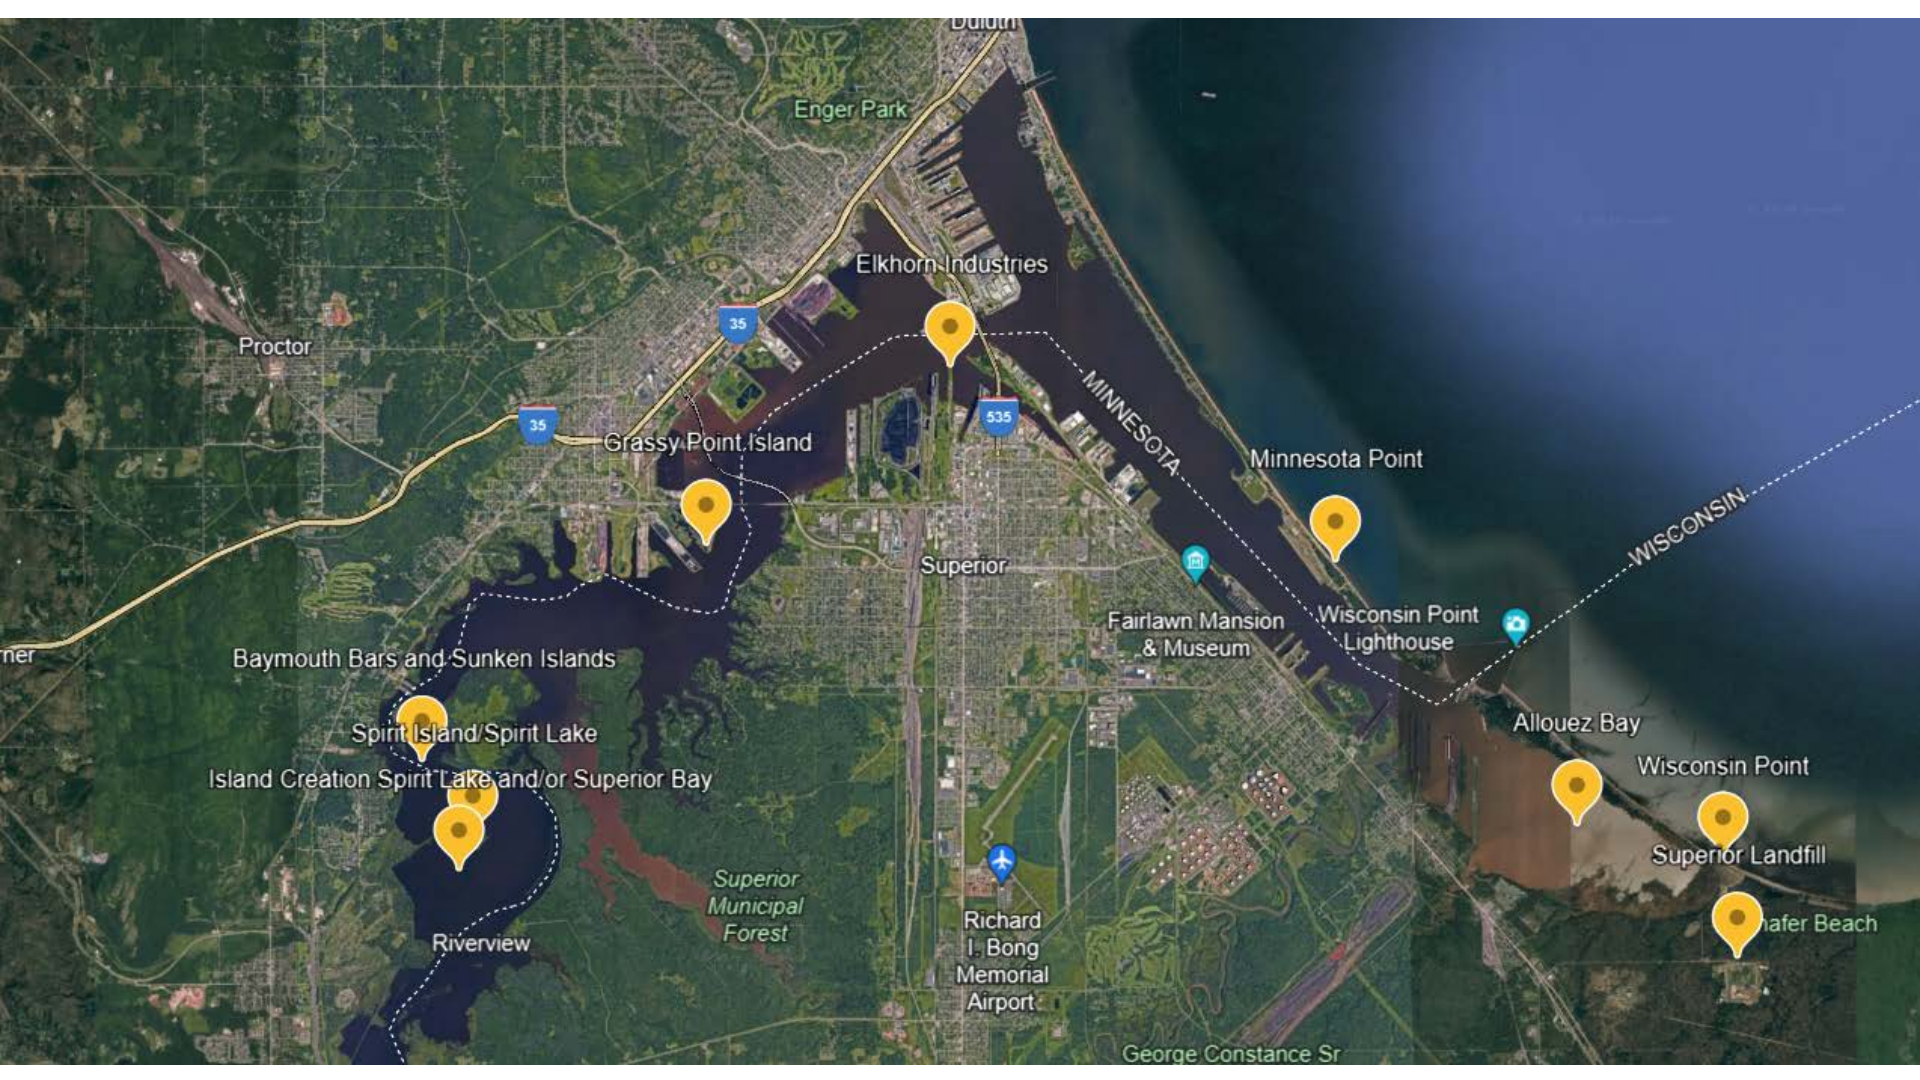 Duluth
Enger Park
Elkhorn Industries
35
Proctor
MINNESOTA
535
35
Grassy Point Island
Minnesota Point
WISCONSIN
Superior
Fairlawn Mansion
& Museum
Wisconsin Point
Lighthouse
rner
Baymouth Bars and Sunken Islands
Allouez Bay
Spirit Island/Spirit Lake
Wisconsin Point
Island Creation Spirit Lake and/or Superior Bay
Superior Landfill
Superior
Municipal
Forest
Richard
I. Bong
Memorial
Airport
hafer Beach
Riverview
George Constance Sr